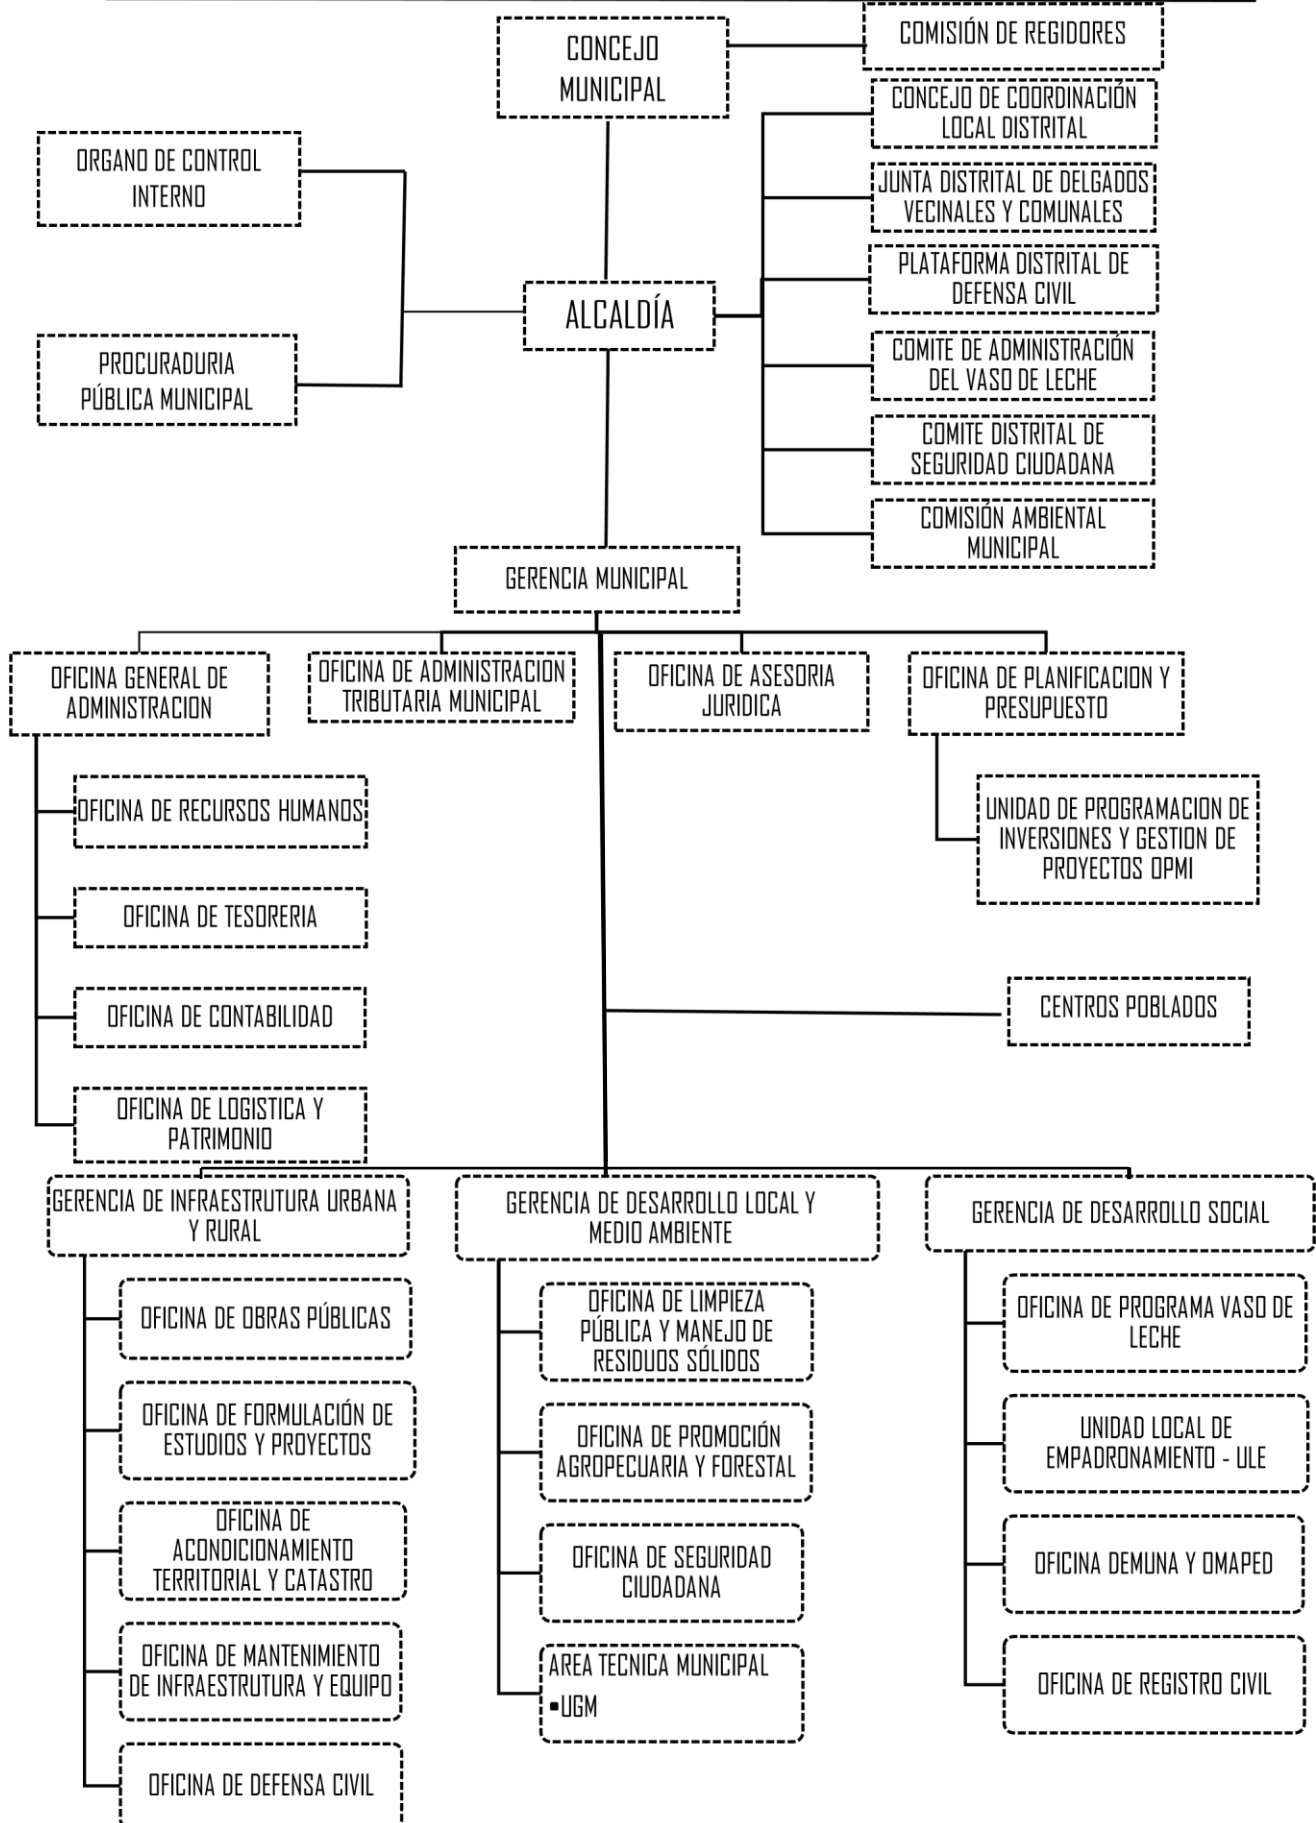 CONCEJO
MUNICIPAL
COMISIÓN DE REGIDORES
CONCEJO DE COORDINACIÓN
LOCAL DISTRITAL
JUNTA DISTRITAL DE DELGADOS
VECINALES Y COMUNALES
PLATAFORMA DISTRITAL DE
DEFENSA CIVIL
COMITE DE ADMINISTRACIÓN
DEL VASO DE LECHE
COMITE DISTRITAL DE
SEGURIDAD CIUDADANA
COMISIÓN AMBIENTAL
MUNICIPAL
ORGANO DE CONTROL
INTERNO
PROCURADURIA
PÚBLICA MUNICIPAL
ALCALDÍA
GERENCIA MUNICIPAL
OFICINA GENERAL DE
ADMINISTRACION
OFICINA DE ADMINISTRACION
TRIBUTARIA MUNICIPAL
OFICINA DE ASESORIA
JURIDICA
OFICINA DE PLANIFICACION Y
PRESUPUESTO
OFICINA DE RECURSOS HUMANOS
OFICINA DE TESORERIA
OFICINA DE CONTABILIDAD
OFICINA DE LOGISTICA Y
PATRIMONIO
UNIDAD DE PROGRAMACION DE
INVERSIONES Y GESTION DE
PROYECTOS OPMI
CENTROS POBLADOS
GERENCIA DE INFRAESTRUTURA URBANA
Y RURAL
OFICINA DE OBRAS PÚBLICAS
OFICINA DE FORMULACIÓN DE
ESTUDIOS Y PROYECTOS
OFICINA DE
ACONDICIONAMIENTO
TERRITORIAL Y CATASTRO
OFICINA DE MANTENIMIENTO
DE INFRAESTRUTURA Y EQUIPO
OFICINA DE DEFENSA CIVIL
GERENCIA DE DESARROLLO LOCAL Y
MEDIO AMBIENTE
OFICINA DE LIMPIEZA
PÚBLICA Y MANEJO DE
RESIDUOS SÓLIDOS
OFICINA DE PROMOCIÓN
AGROPECUARIA Y FORESTAL
OFICINA DE SEGURIDAD
CIUDADANA
AREA TECNICA MUNICIPAL
▪UGM
GERENCIA DE DESARROLLO SOCIAL
OFICINA DE PROGRAMA VASO DE
LECHE
UNIDAD LOCAL DE
EMPADRONAMIENTO - ULE
OFICINA DEMUNA Y OMAPED
OFICINA DE REGISTRO CIVIL